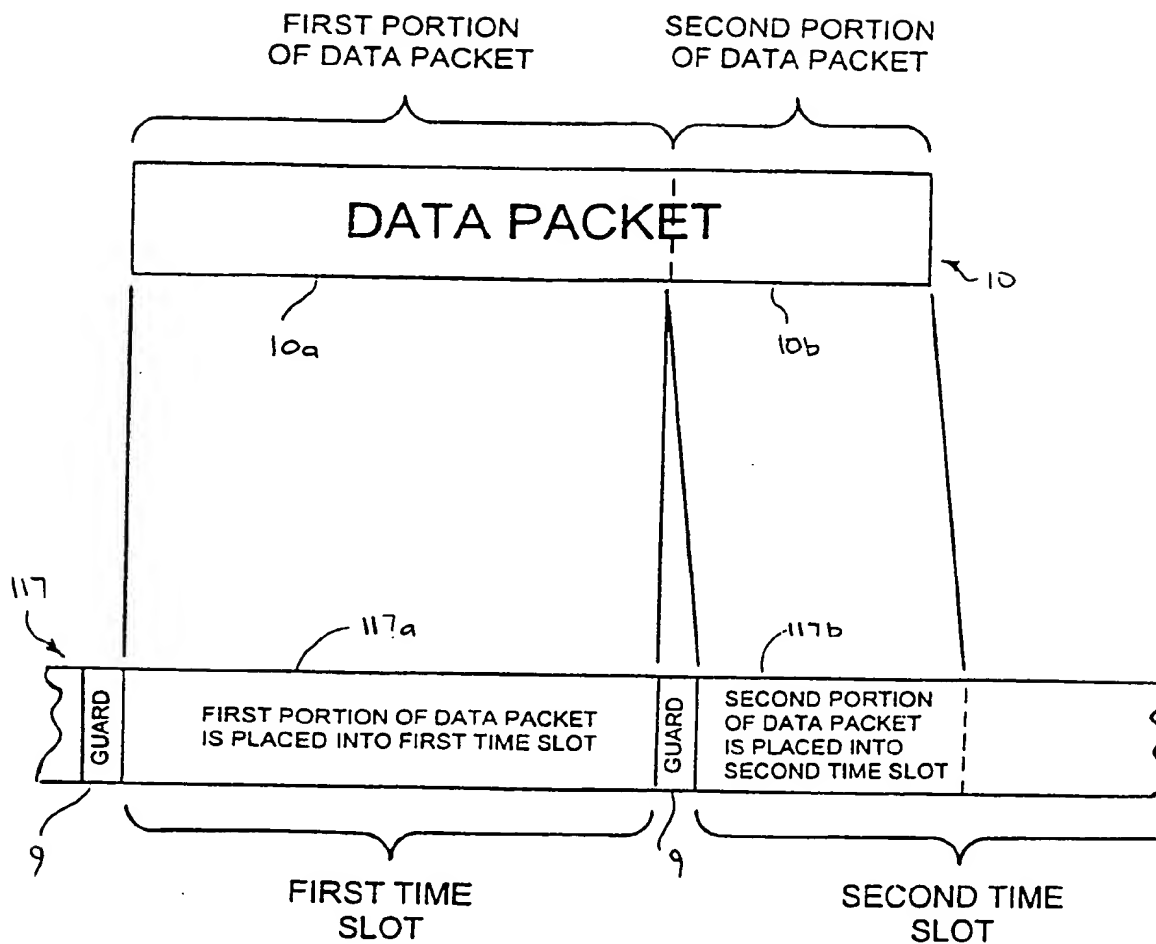 FIRST PORTION
OF DATA PACKET
SECOND PORTION
OF DATA PACKET
DATA PACKET
10
10a
10b
117
117a
117b
GUARD
FIRST PORTION OF DATA PACKET
IS PLACED INTO FIRST TIME SLOT
GUARD
SECOND PORTION
OF DATA PACKET
IS PLACED INTO
SECOND TIME SLOT
9
9
FIRST TIME
SLOT
SECOND TIME
SLOT